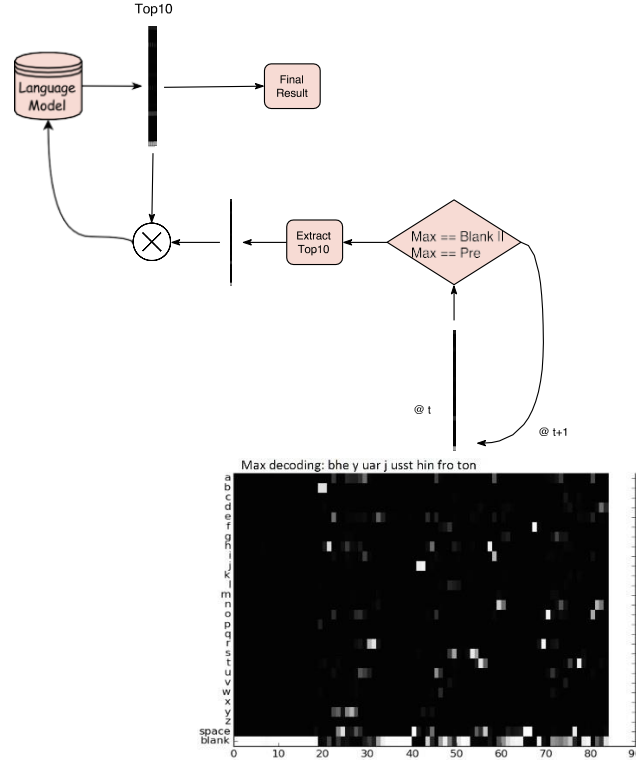 Top10
Language
Model
Final
Result
Extract
Top10
Max == Blank ||
Max == Pre
@ t
@ t+1
Max decoding: bhe y uar j usst hin fro ton
a
b
c
d
e
f
g
h
i
j
k
l
m
n
o
p
q
r
s
t
u
v
w
x
y
z
space
blank
0 10 20 30 40 50 60 70 80 90